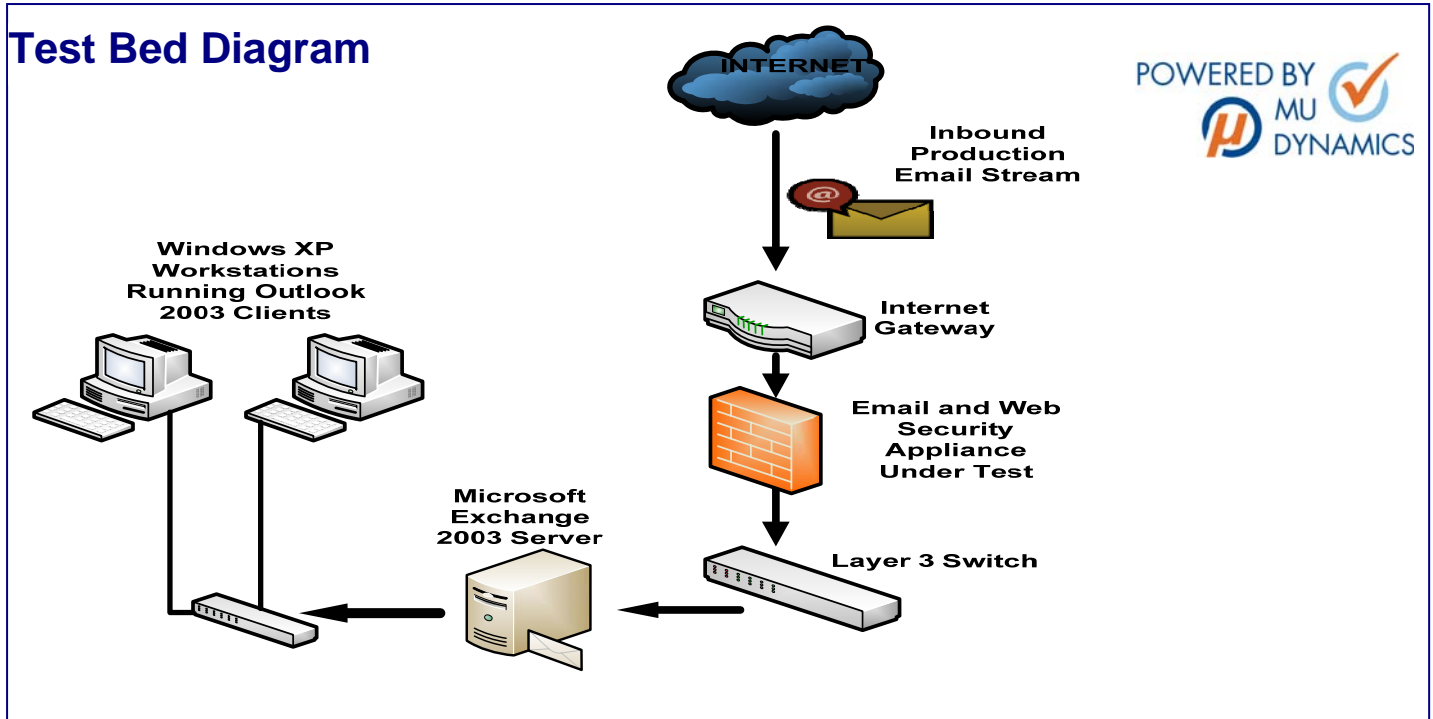 Test Bed Diagram
INTERNET
POWERED BY
MU
DYNAMICS
µ
Inbound
Production
Email Stream
@
Windows XP
Workstations
Running Outlook
2003 Clients
Internet
Gateway
Email and Web
Security
Appliance
Under Test
Microsoft
Exchange
2003 Server
Layer 3 Switch